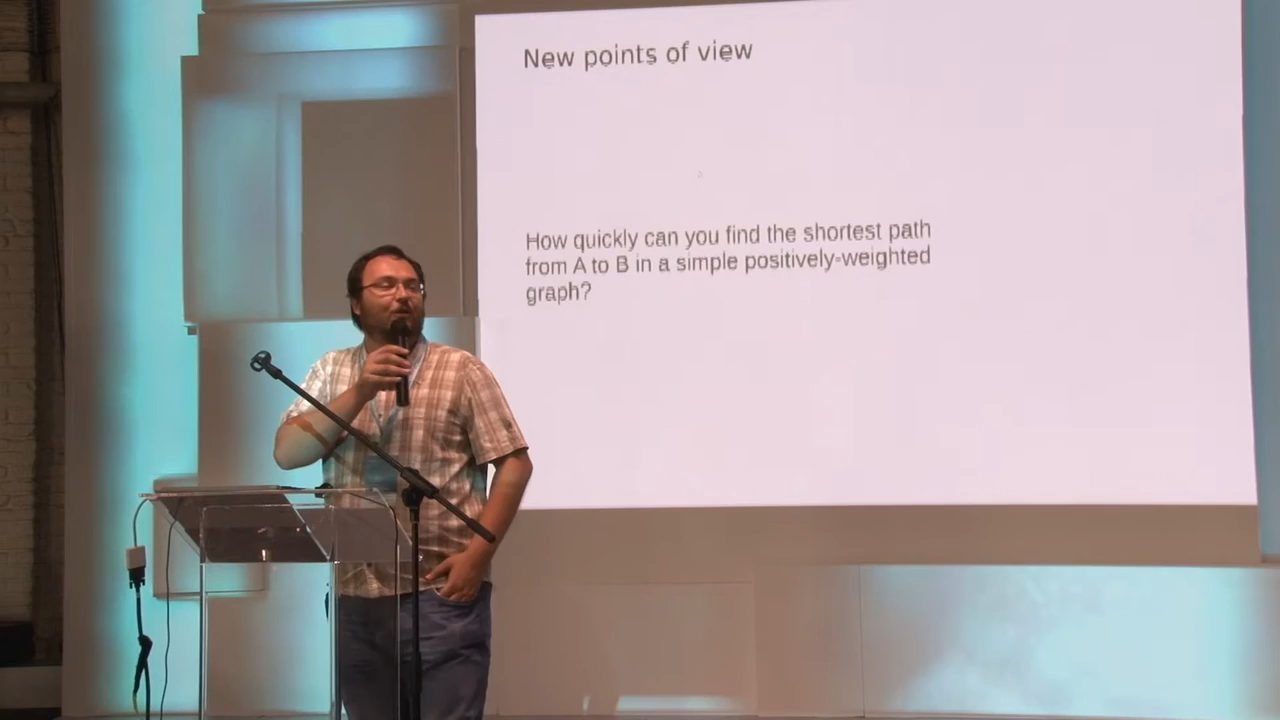 New points of view
How quickly can you find the shortest path
from A to B in a simple positively-weighted
graph?